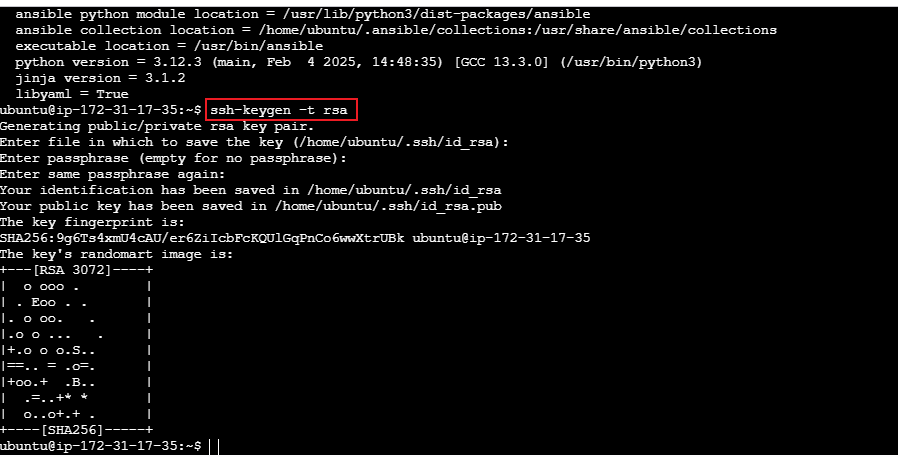 ansible python module location = /usr/lib/python3/dist-packages/ansible
ansible collection location = /home/ubuntu/.ansible/collections:/usr/share/ansible/collections
executable location = /usr/bin/ansible
python version = 3.12.3 (main, Feb  4 2025, 14:48:35) [GCC 13.3.0] (/usr/bin/python3)
jinja version = 3.1.2
libyaml = True
ubuntu@ip-172-31-17-35:~$ ssh-keygen -t rsa
Generating public/private rsa key pair.
Enter file in which to save the key (/home/ubuntu/.ssh/id_rsa):
Enter passphrase (empty for no passphrase):
Enter same passphrase again:
Your identification has been saved in /home/ubuntu/.ssh/id_rsa
Your public key has been saved in /home/ubuntu/.ssh/id_rsa.pub
The key fingerprint is:
SHA256:9g6Ts4xmU4cAU/er6ZiIcbFcKQUlGqPnCo6wwXtrUBk ubuntu@ip-172-31-17-35
The key's randomart image is:
+---[RSA 3072]----+
|  o ooo .        |
| . Eoo . .       |
|. o oo.   .      |
|.o o ...   .     |
|+.o o o.S..      |
|==.. = .o=.      |
|+oo.+  .B..      |
|  .=..+* *       |
|  o..o+.+ .      |
+----[SHA256]-----+
ubuntu@ip-172-31-17-35:~$